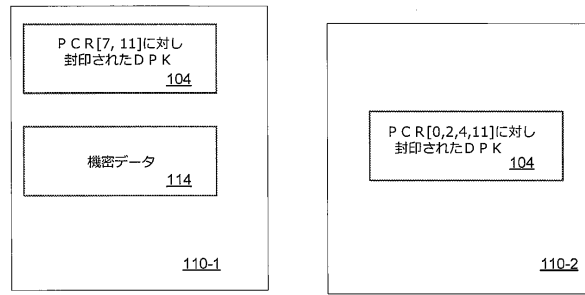 PCR[7, 11]に対し
封印されたDPK
104
機密データ
114
110-1
PCR[0,2,4,11]に対し
封印されたDPK
104
110-2